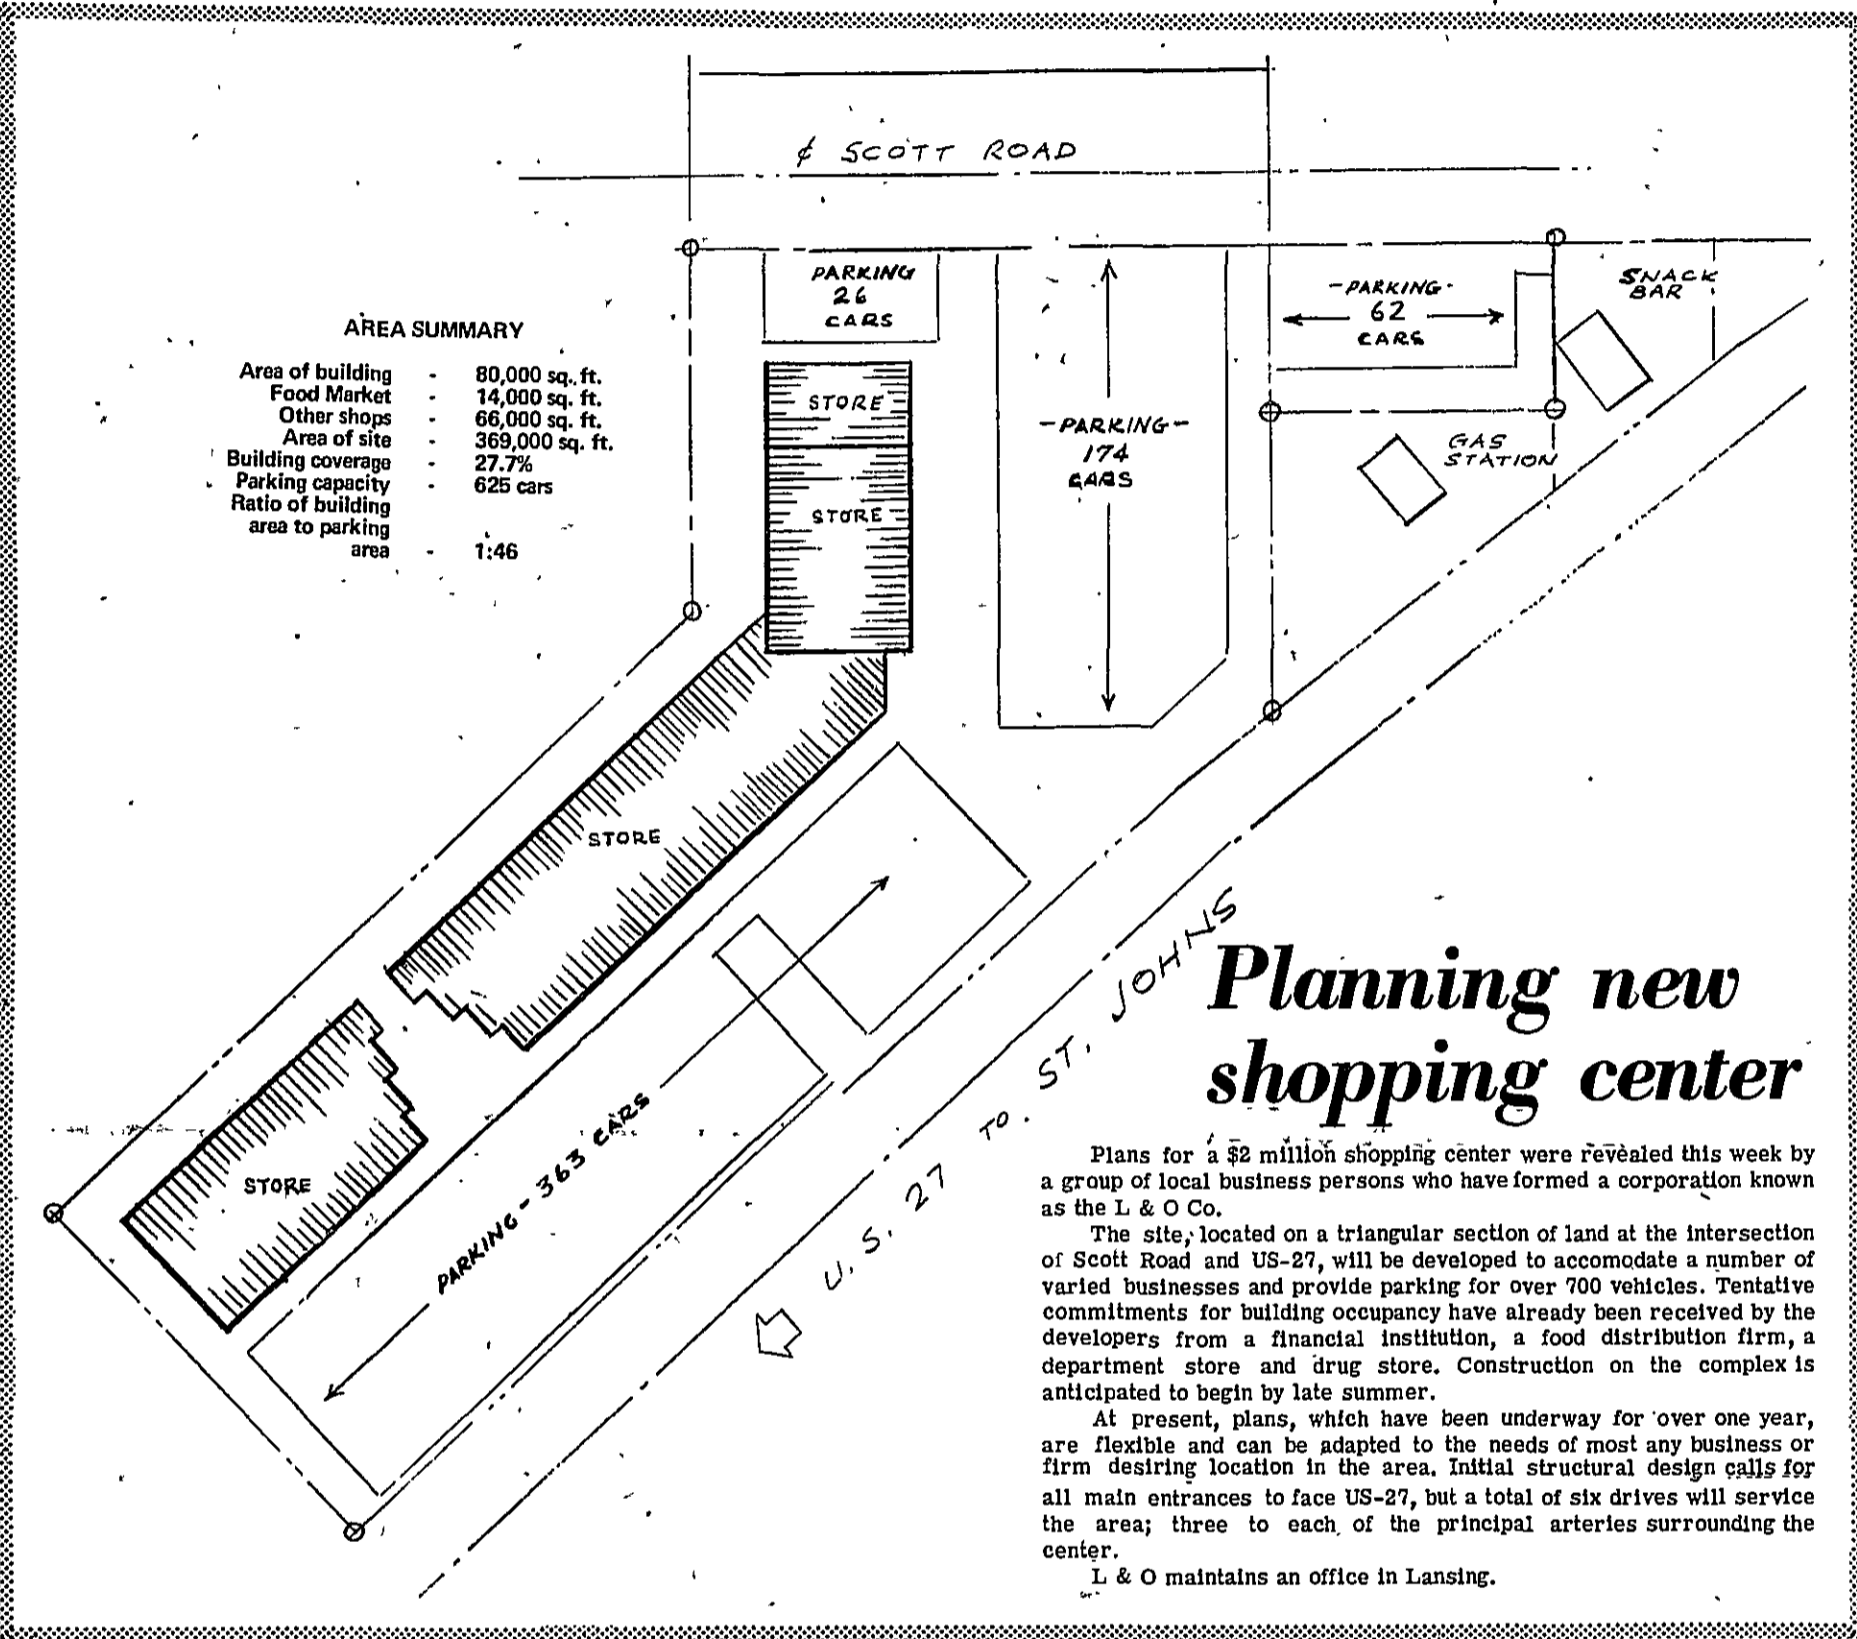 ¢ SCOTT ROAD
PARKING
26
CARS
-PARKING-
62
CARS
SNACK
BAR
AREA SUMMARY
Area of building - 80,000 sq. ft.
Food Market - 14,000 sq. ft.
Other shops - 66,000 sq. ft.
Area of site - 369,000 sq. ft.
Building coverage - 27.7%
Parking capacity - 625 cars
Ratio of building
area to parking
area - 1:46
STORE
STORE
-PARKING-
174
CARS
GAS
STATION
STORE
STORE
PARKING - 363 CARS
U.S. 27 TO. ST. JOHNS
Planning new
shopping center
Plans for a $2 million shopping center were revealed this week by
a group of local business persons who have formed a corporation known
as the L & O Co.
The site, located on a triangular section of land at the intersection
of Scott Road and US-27, will be developed to accomodate a number of
varied businesses and provide parking for over 700 vehicles. Tentative
commitments for building occupancy have already been received by the
developers from a financial institution, a food distribution firm, a
department store and drug store. Construction on the complex is
anticipated to begin by late summer.
At present, plans, which have been underway for over one year,
are flexible and can be adapted to the needs of most any business or
firm desiring location in the area. Initial structural design calls for
all main entrances to face US-27, but a total of six drives will service
the area; three to each of the principal arteries surrounding the
center.
L & O maintains an office in Lansing.